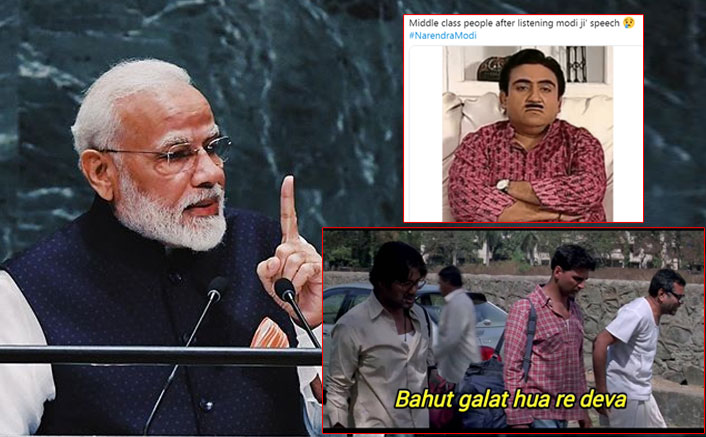 Middle class people after listening modi ji' speech 😢
#NarendraModi
Bahut galat hua re deva